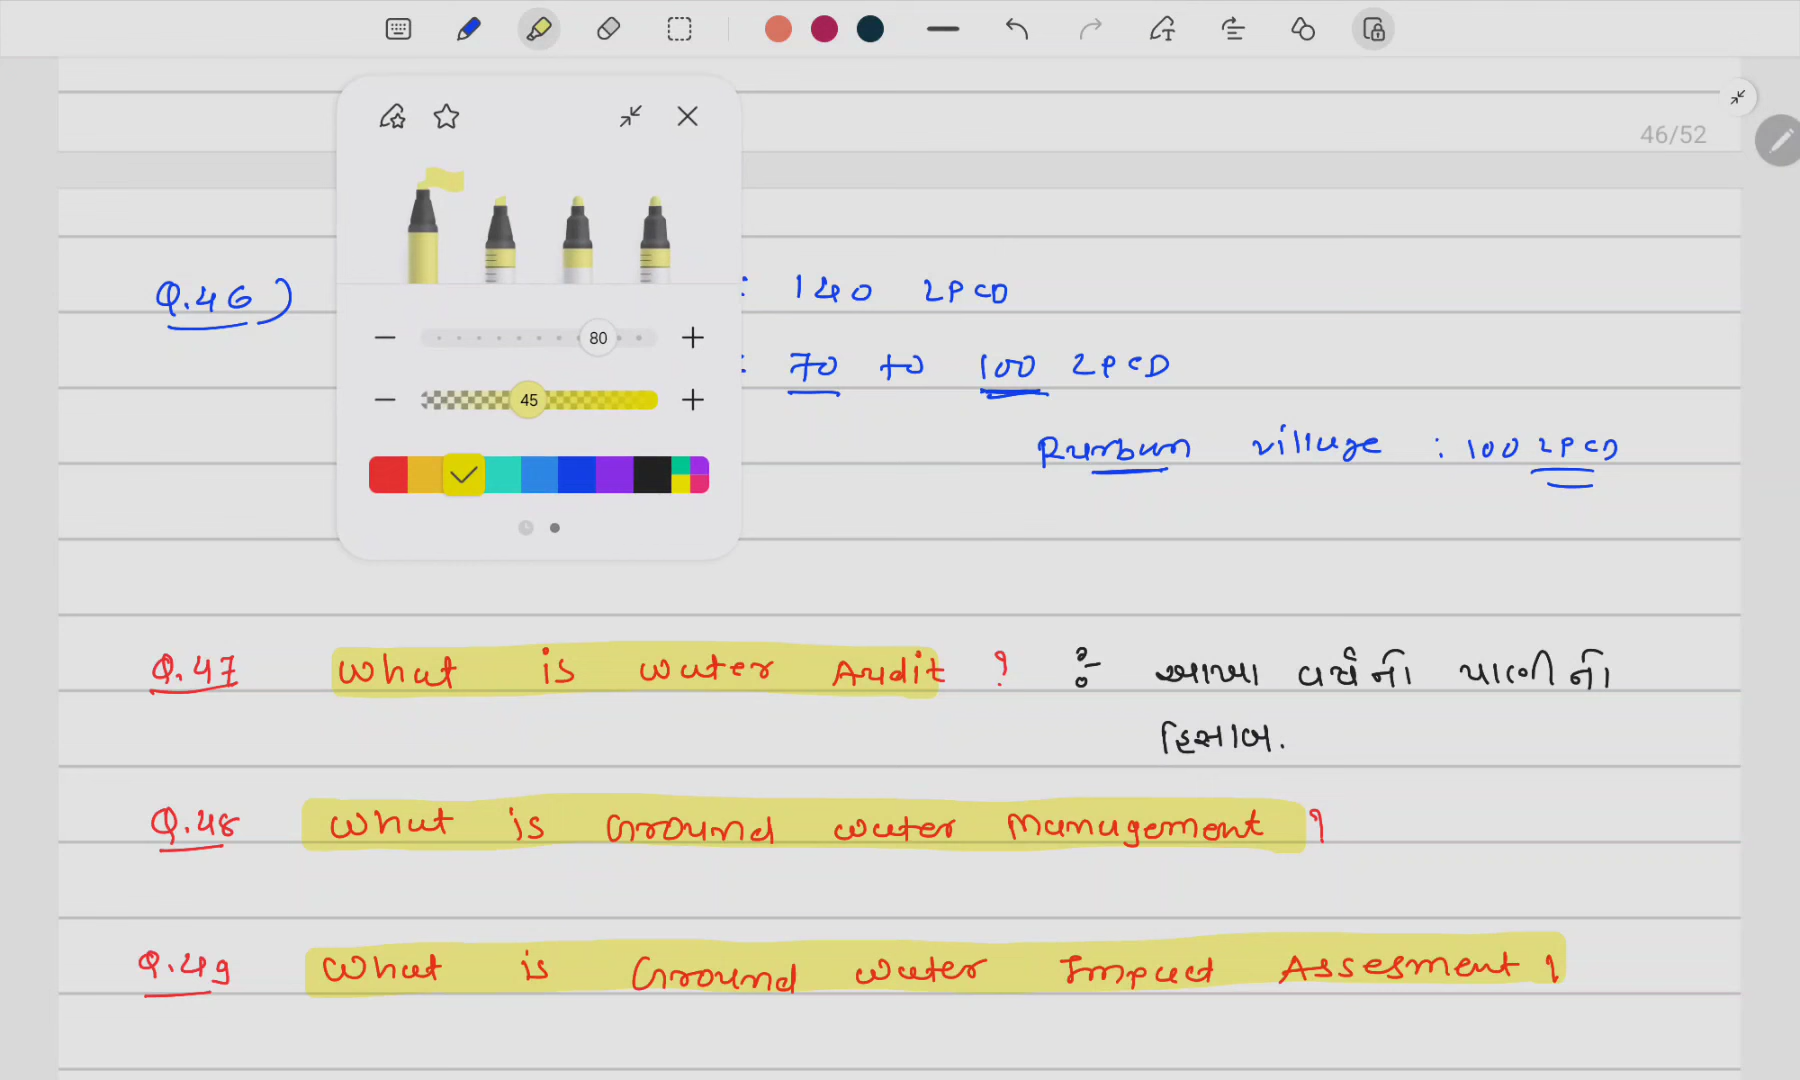 46/52
Q.46) : 140 LPCD
80
: 70 to 100 LPCD
45
Rurban village : 100 LPCD
Q.47 What is water Audit ? :- આખા વર્ષના પાણીના
હિસાબ.
Q.48 What is Ground water Management ?
Q.49 What is Ground water Impact Assesment ?